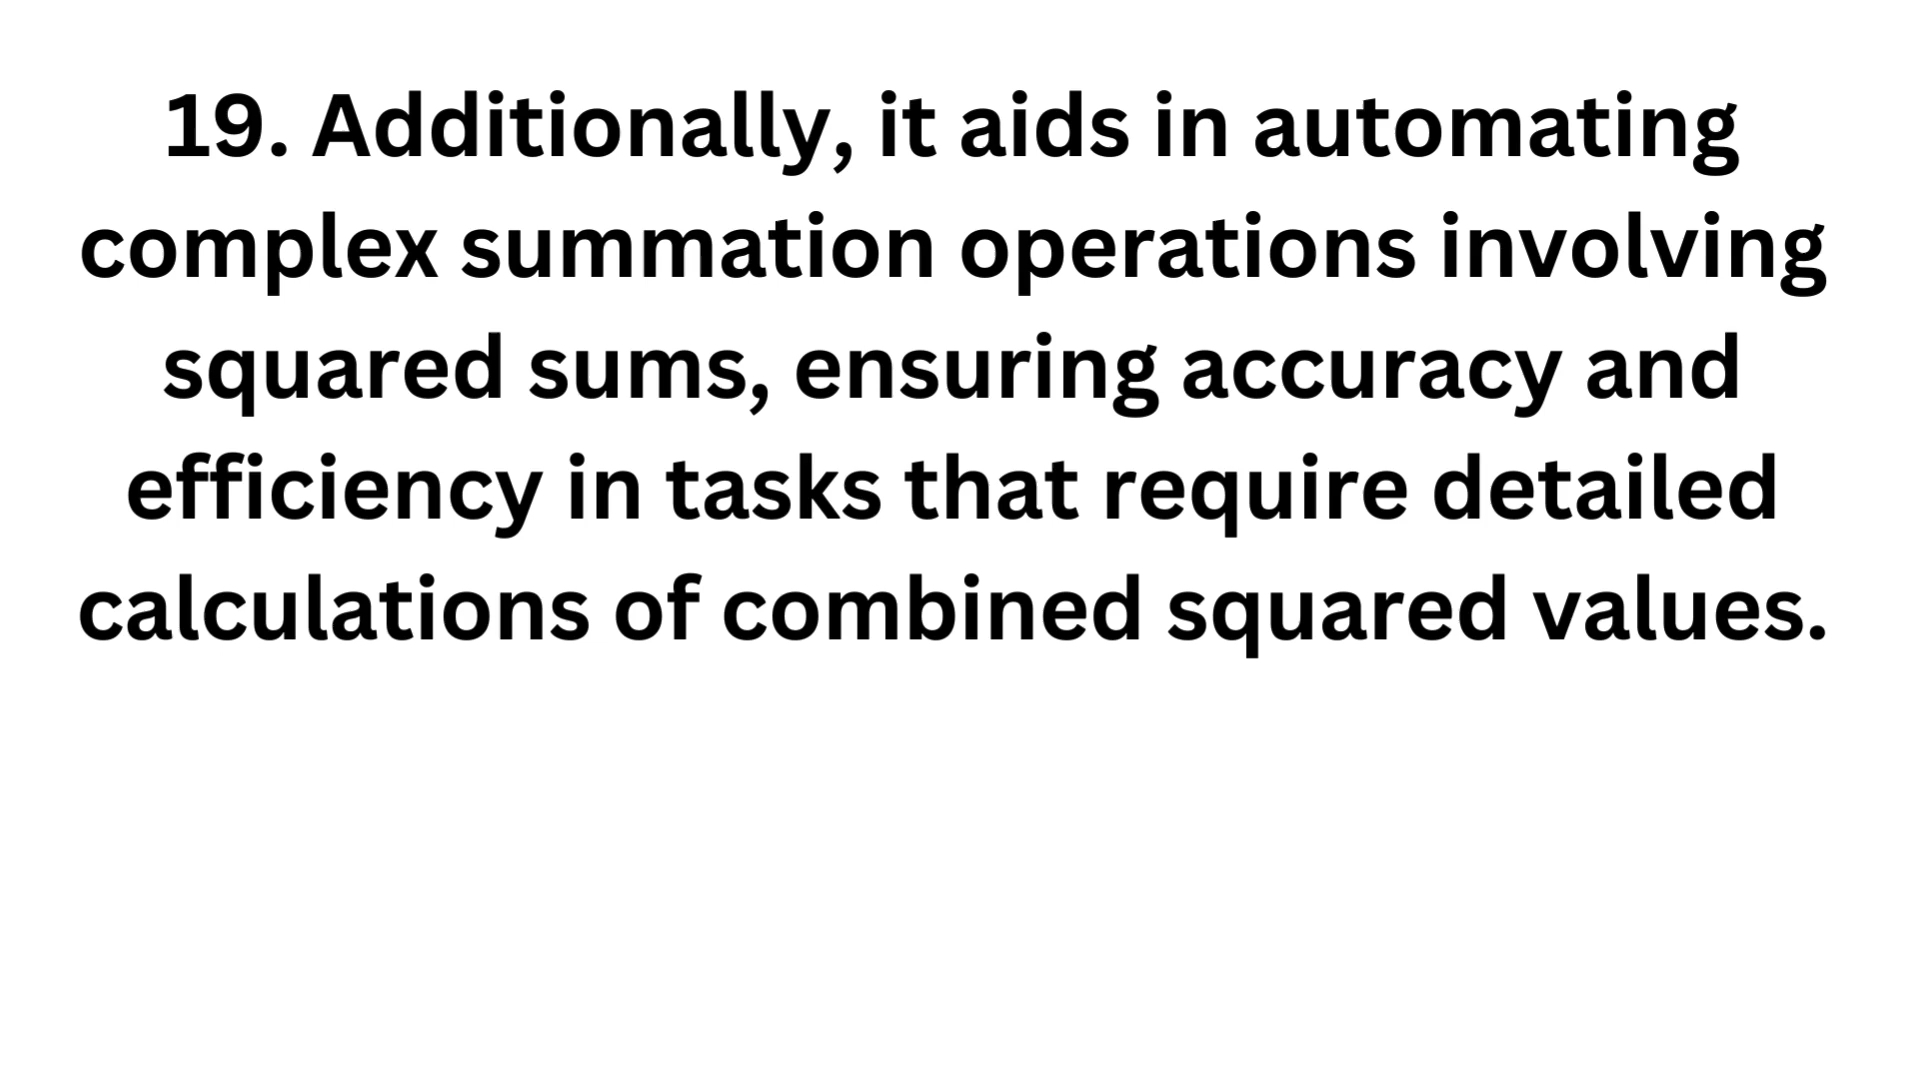 19. Additionally, it aids in automating
complex summation operations involving
squared sums, ensuring accuracy and
efficiency in tasks that require detailed
calculations of combined squared values.